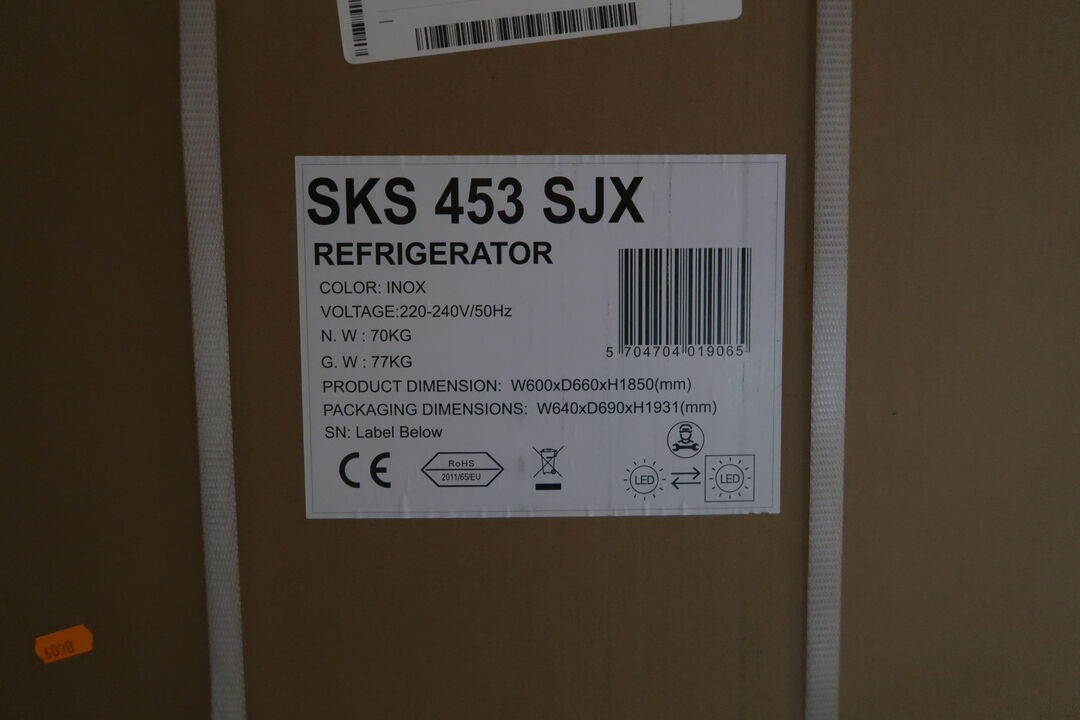 SKS 453 SJX
REFRIGERATOR
COLOR: INOX
VOLTAGE:220-240V/50Hz
N. W : 70KG
G. W : 77KG
5 704704 019065
PRODUCT DIMENSION: W600xD660xH1850(mm)
PACKAGING DIMENSIONS: W640xD690xH1931(mm)
SN: Label Below
CE
RoHS
2011/65/EU
LED
LED